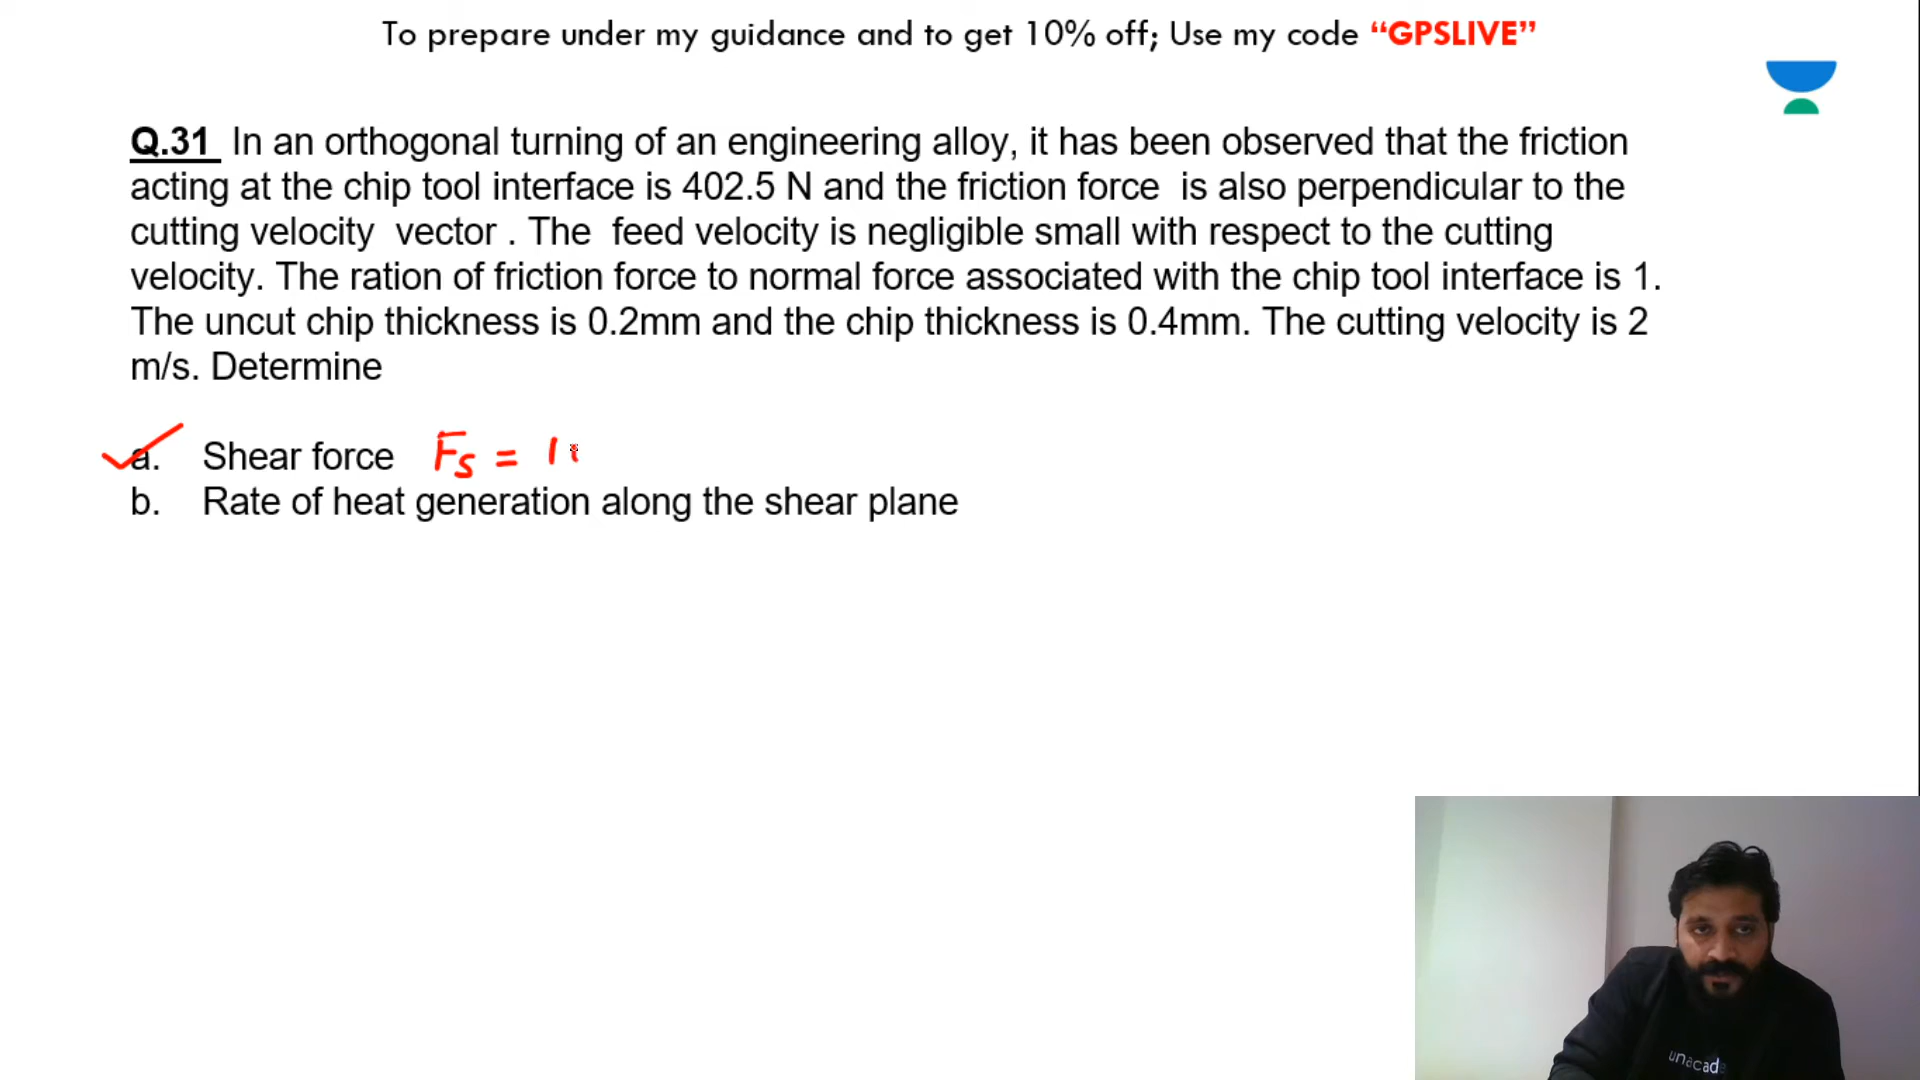 To prepare under my guidance and to get 10% off; Use my code “GPSLIVE”
Q.31 In an orthogonal turning of an engineering alloy, it has been observed that the friction
acting at the chip tool interface is 402.5 N and the friction force is also perpendicular to the
cutting velocity vector . The feed velocity is negligible small with respect to the cutting
velocity. The ration of friction force to normal force associated with the chip tool interface is 1.
The uncut chip thickness is 0.2mm and the chip thickness is 0.4mm. The cutting velocity is 2
m/s. Determine
a. Shear force Fs = 1
b. Rate of heat generation along the shear plane